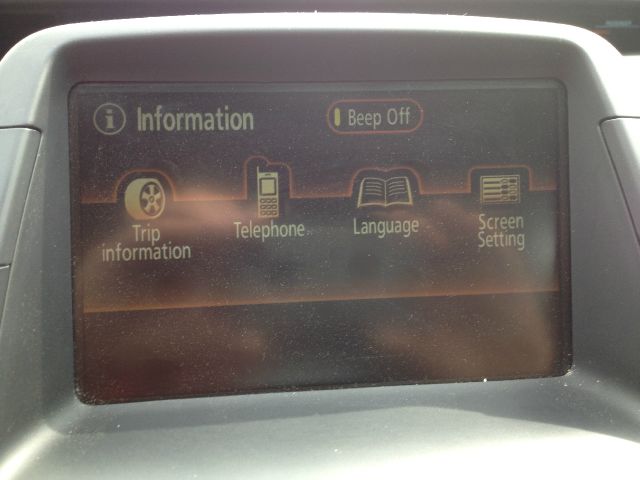 i Information
Beep Off
Trip
information
Telephone
Language
Screen
Setting